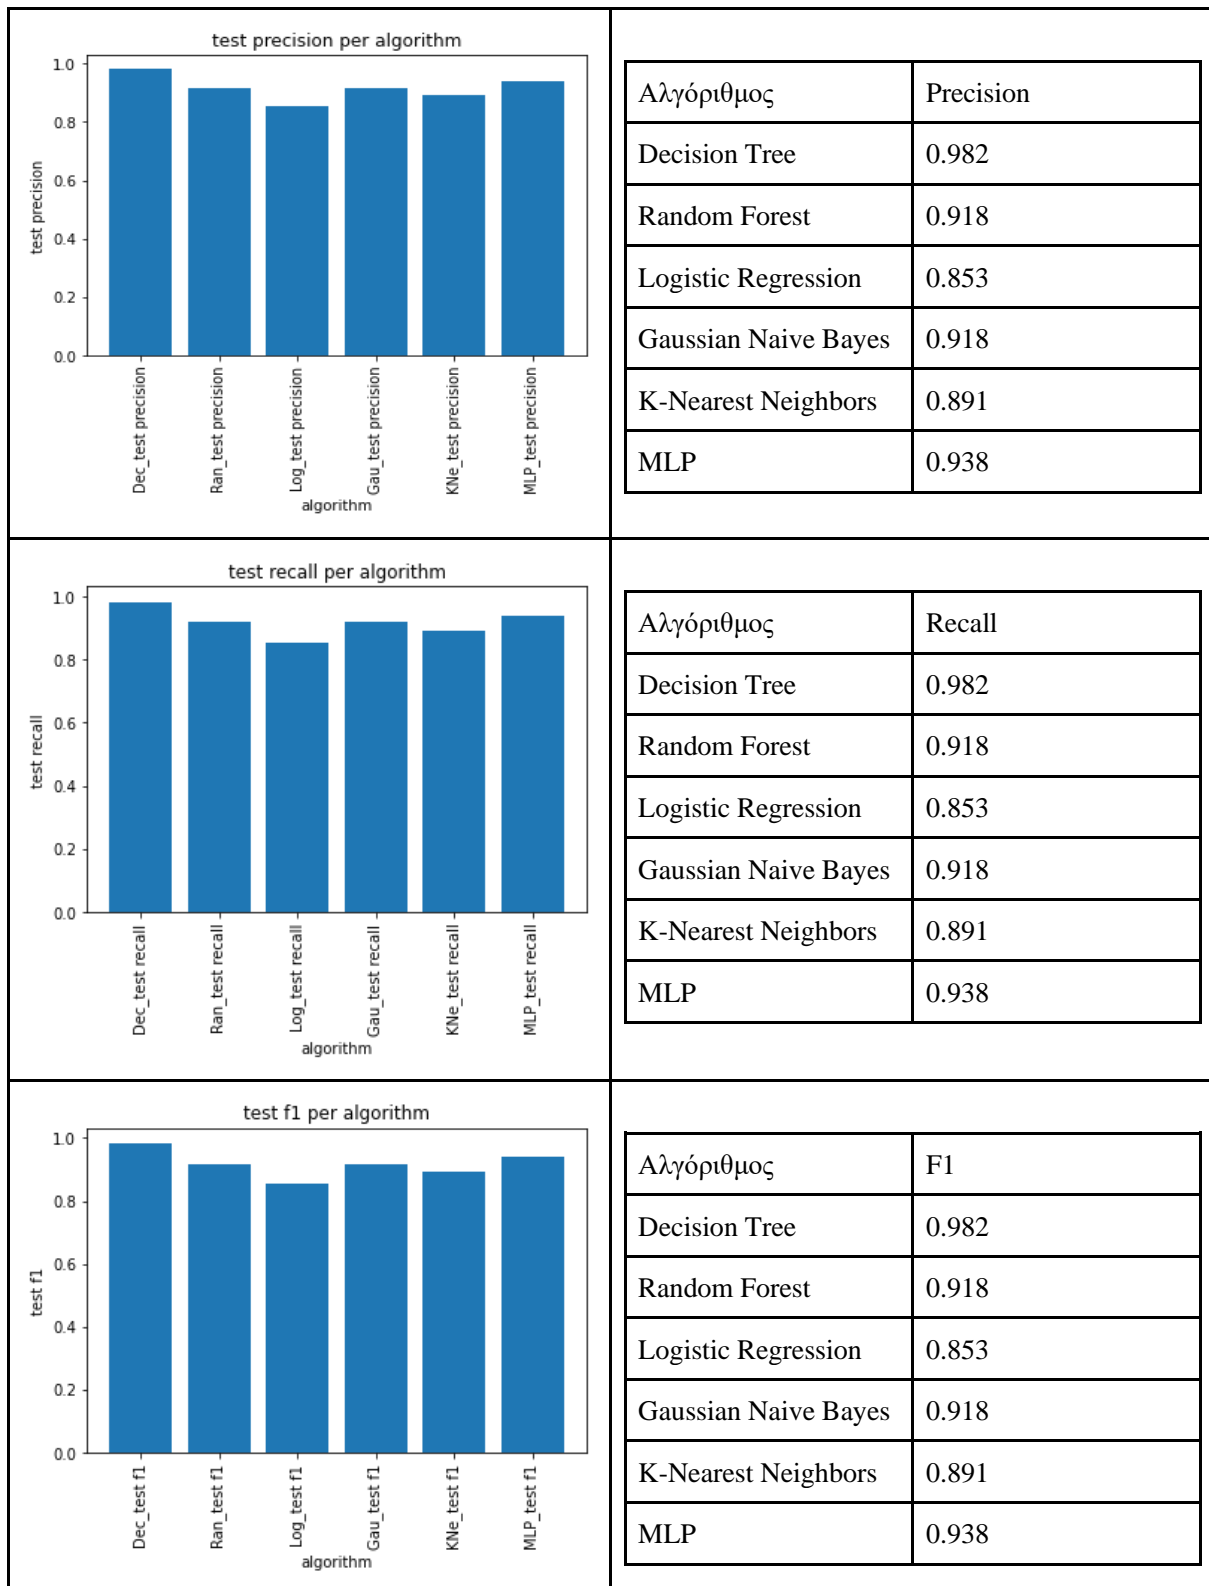 test precision per algorithm
1.0
0.8
0.6
0.4
0.2
0.0
test precision
Dec_test precision
Ran_test precision
Log_test precision
Gau_test precision
KNe_test precision
MLP_test precision
algorithm
Αλγόριθμος Precision
Decision Tree 0.982
Random Forest 0.918
Logistic Regression 0.853
Gaussian Naive Bayes 0.918
K-Nearest Neighbors 0.891
MLP 0.938
test recall per algorithm
1.0
0.8
0.6
0.4
0.2
0.0
test recall
Dec_test recall
Ran_test recall
Log_test recall
Gau_test recall
KNe_test recall
MLP_test recall
algorithm
Αλγόριθμος Recall
Decision Tree 0.982
Random Forest 0.918
Logistic Regression 0.853
Gaussian Naive Bayes 0.918
K-Nearest Neighbors 0.891
MLP 0.938
test f1 per algorithm
1.0
0.8
0.6
0.4
0.2
0.0
test f1
Dec_test f1
Ran_test f1
Log_test f1
Gau_test f1
KNe_test f1
MLP_test f1
algorithm
Αλγόριθμος F1
Decision Tree 0.982
Random Forest 0.918
Logistic Regression 0.853
Gaussian Naive Bayes 0.918
K-Nearest Neighbors 0.891
MLP 0.938